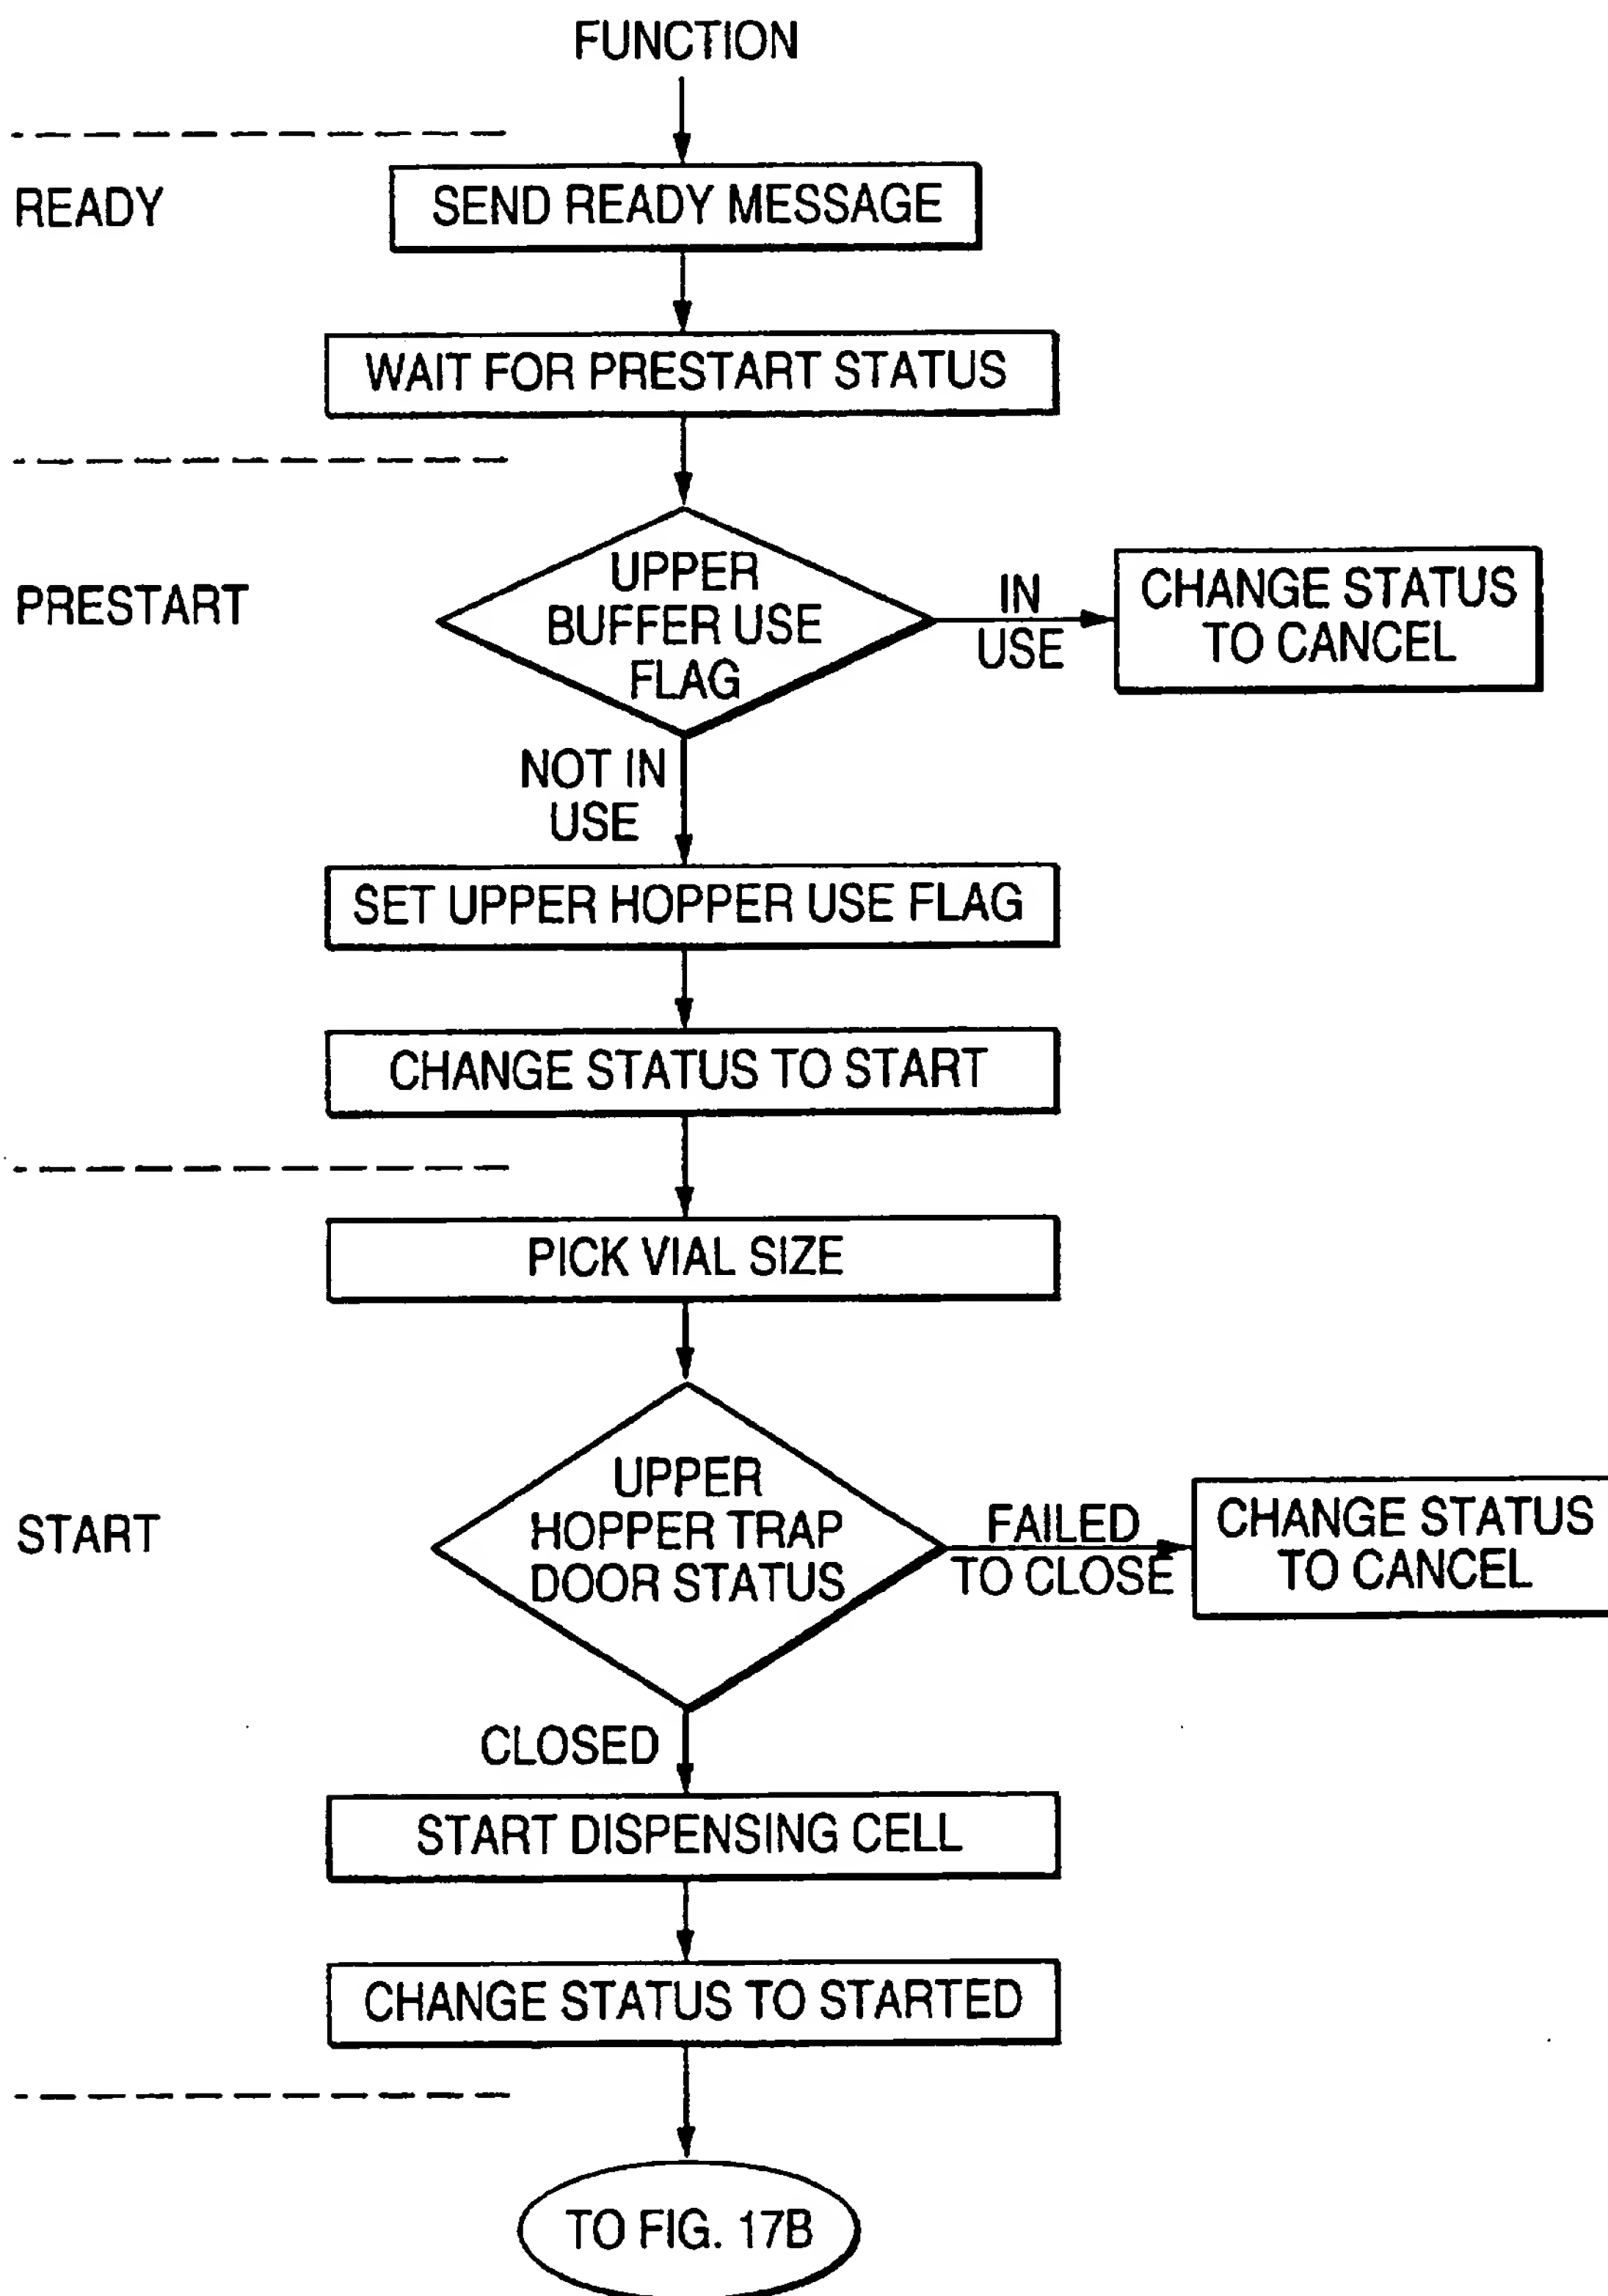 FUNCTION
READY
SEND READY MESSAGE
WAIT FOR PRESTART STATUS
PRESTART
UPPER
BUFFER USE
FLAG
IN
USE
CHANGE STATUS
TO CANCEL
NOT IN
USE
SET UPPER HOPPER USE FLAG
CHANGE STATUS TO START
PICK VIAL SIZE
START
UPPER
HOPPER TRAP
DOOR STATUS
FAILED
TO CLOSE
CHANGE STATUS
TO CANCEL
CLOSED
START DISPENSING CELL
CHANGE STATUS TO STARTED
TO FIG. 17B